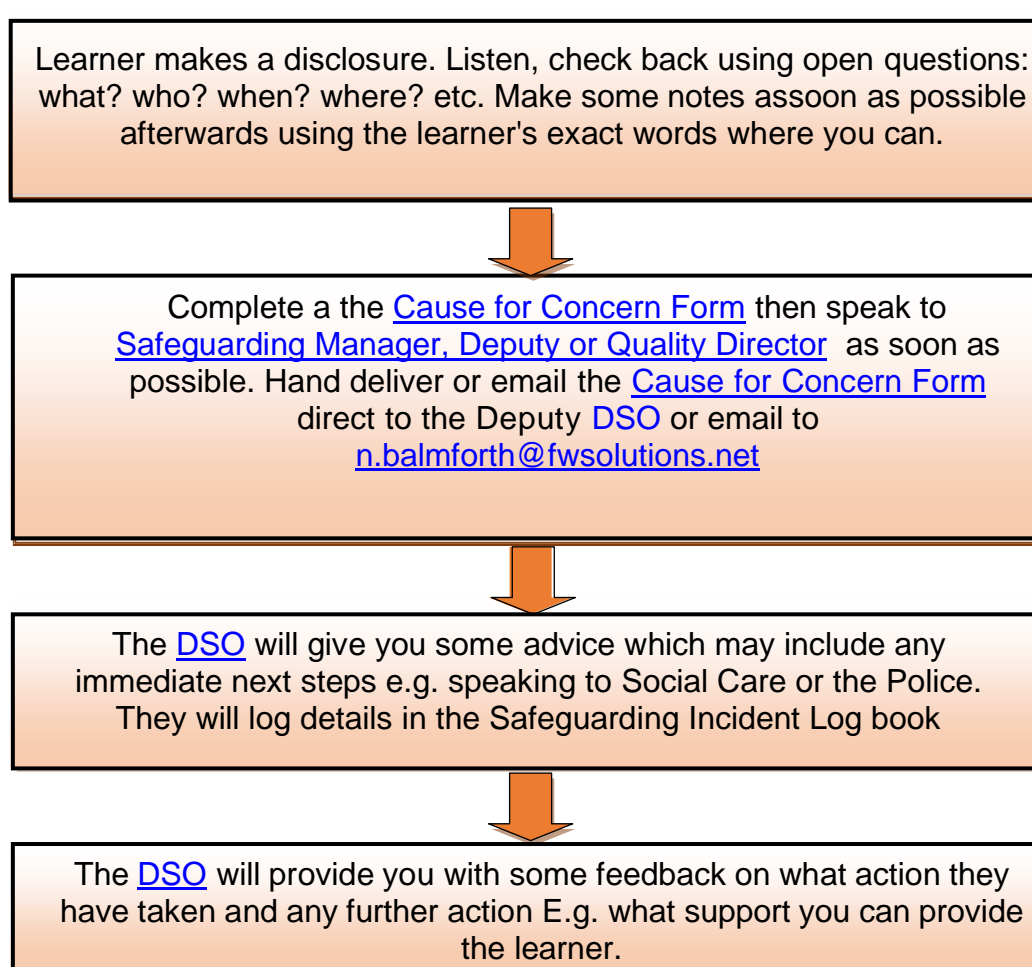 Learner makes a disclosure. Listen, check back using open questions:
what? who? when? where? etc. Make some notes assoon as possible
afterwards using the learner's exact words where you can.
Complete a the Cause for Concern Form then speak to
Safeguarding Manager, Deputy or Quality Director as soon as
possible. Hand deliver or email the Cause for Concern Form
direct to the Deputy DSO or email to
n.balmforth@fwsolutions.net
The DSO will give you some advice which may include any
immediate next steps e.g. speaking to Social Care or the Police.
They will log details in the Safeguarding Incident Log book
The DSO will provide you with some feedback on what action they
have taken and any further action E.g. what support you can provide
the learner.